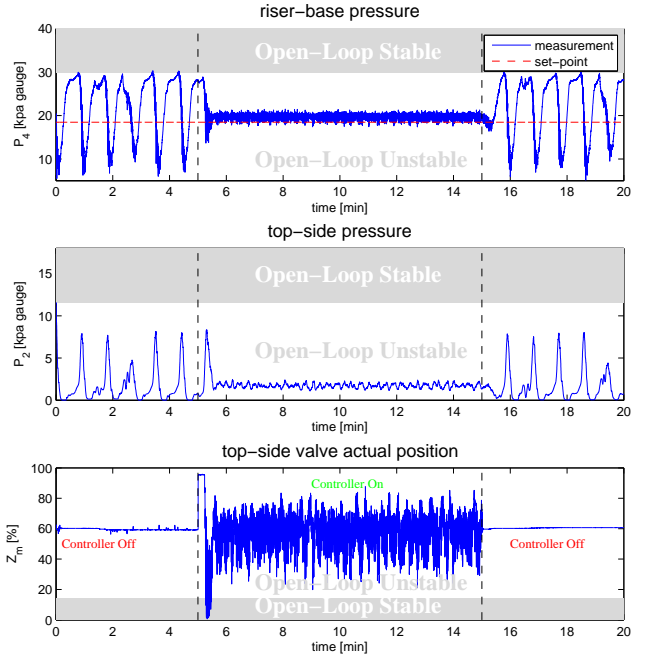 riser−base pressure
40
30
20
10
P4 [kpa gauge]
Open−Loop Stable
measurement
set−point
Open−Loop Unstable
0 2 4 6 8 10 12 14 16 18 20
time [min]
top−side pressure
15
10
5
0
P2 [kpa gauge]
Open−Loop Stable
Open−Loop Unstable
0 2 4 6 8 10 12 14 16 18 20
time [min]
top−side valve actual position
100
80
60
40
20
0
Zm [%]
Controller On
Controller Off
Controller Off
Open−Loop Unstable
Open−Loop Stable
0 2 4 6 8 10 12 14 16 18 20
time [min]